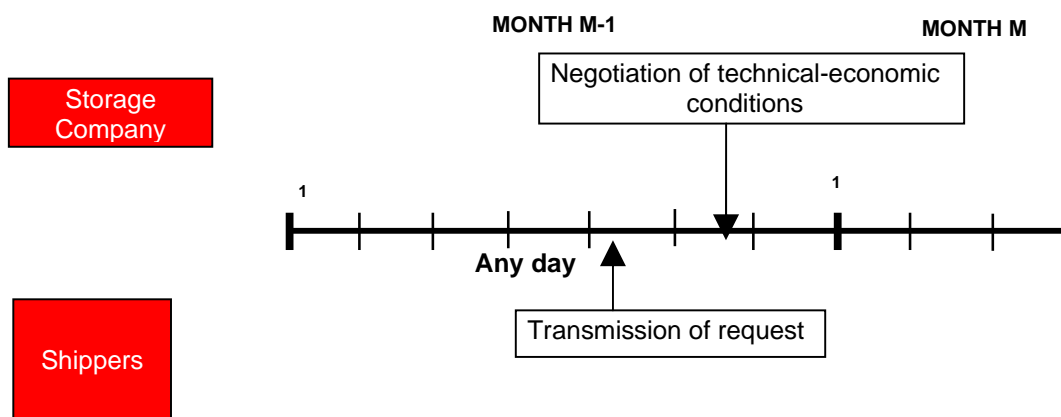 MONTH M-1
MONTH M
Negotiation of technical-economic
conditions
Storage
Company
1
1
Any day
Transmission of request
Shippers